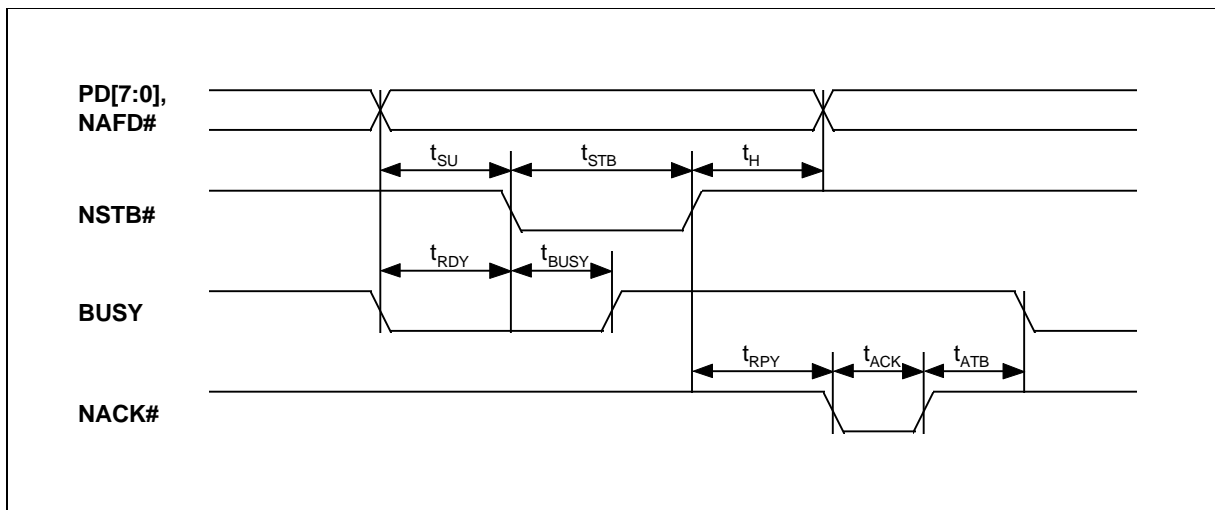 PD[7:0],
NAFD#
tSU tSTB tH
NSTB#
tRDY tBUSY
BUSY
tRPY tACK tATB
NACK#